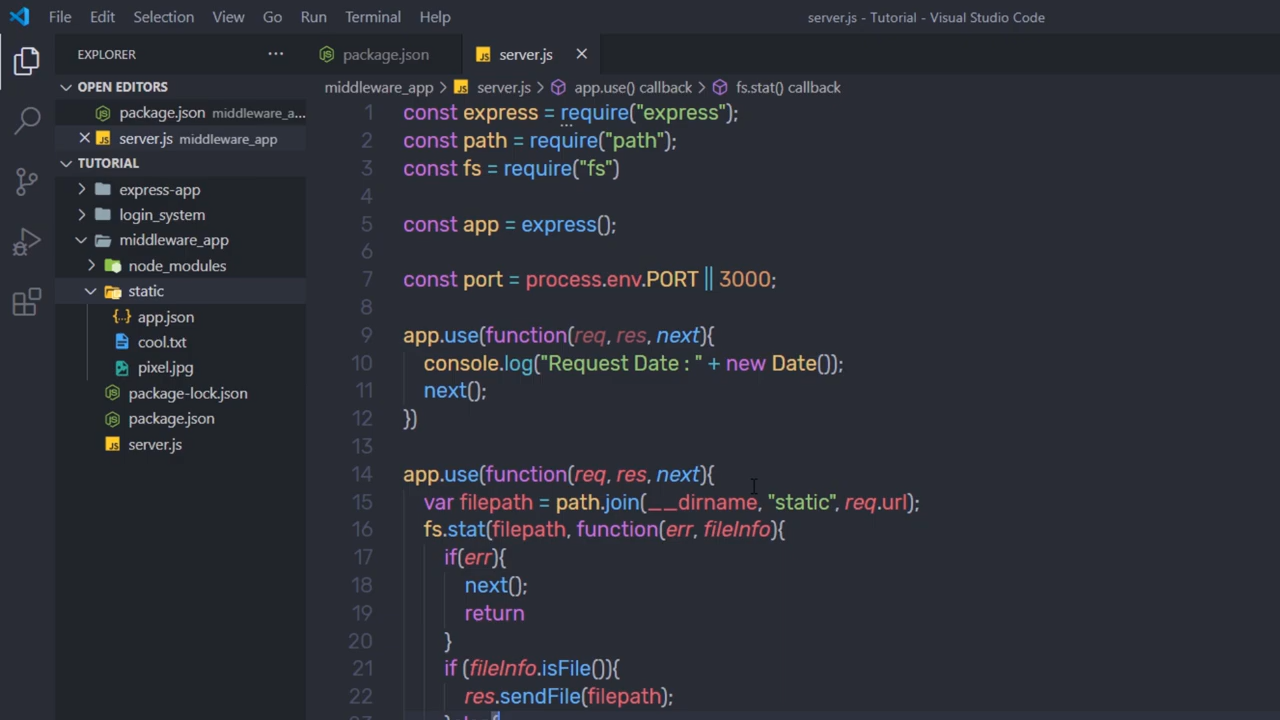 File Edit Selection View Go Run Terminal Help server.js - Tutorial - Visual Studio Code
EXPLORER ··· package.json server.js
OPEN EDITORS
package.json middleware_a...
server.js middleware_app
TUTORIAL
express-app
login_system
middleware_app
node_modules
static
app.json
cool.txt
pixel.jpg
package-lock.json
package.json
server.js
middleware_app > server.js > app.use() callback > fs.stat() callback
1 const express = require("express");
2 const path = require("path");
3 const fs = require("fs")
4
5 const app = express();
6
7 const port = process.env.PORT || 3000;
8
9 app.use(function(req, res, next){
10 console.log("Request Date : " + new Date());
11 next();
12 })
13
14 app.use(function(req, res, next){
15 var filepath = path.join(__dirname, "static", req.url);
16 fs.stat(filepath, function(err, fileInfo){
17 if(err){
18 next();
19 return
20 }
21 if (fileInfo.isFile()){
22 res.sendFile(filepath);